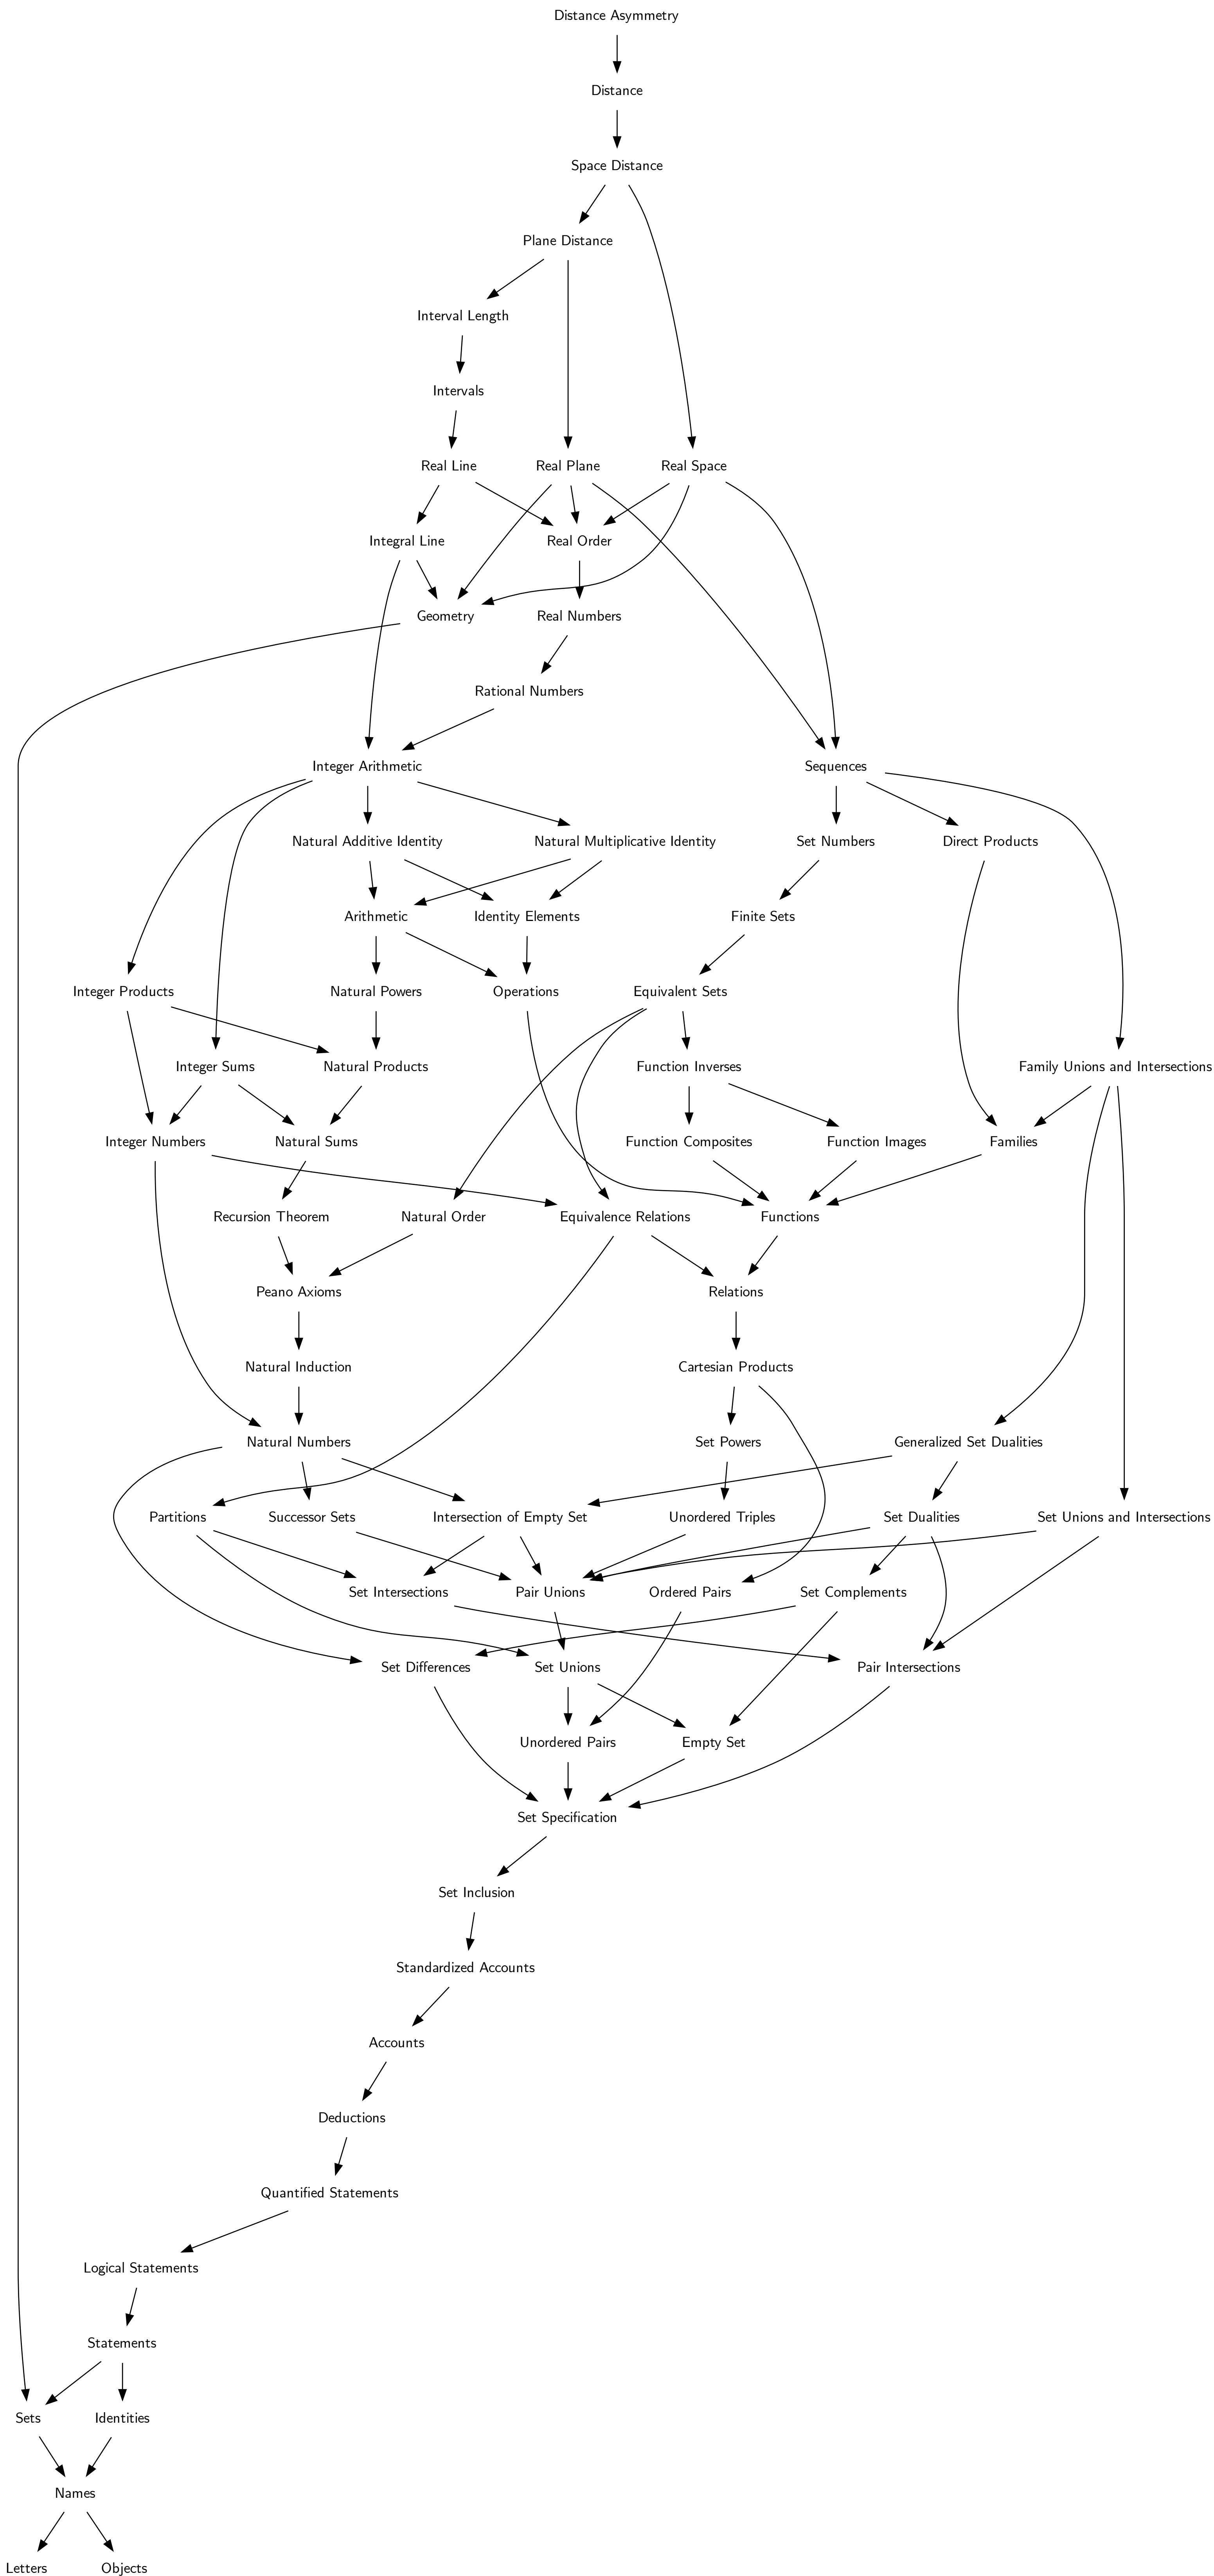 Distance Asymmetry
Distance
Space Distance
Plane Distance
Interval Length
Intervals
Real Line
Real Plane
Real Space
Integral Line
Real Order
Geometry
Real Numbers
Rational Numbers
Integer Arithmetic
Sequences
Natural Additive Identity
Natural Multiplicative Identity
Set Numbers
Direct Products
Arithmetic
Identity Elements
Finite Sets
Integer Products
Natural Powers
Operations
Equivalent Sets
Integer Sums
Natural Products
Function Inverses
Family Unions and Intersections
Integer Numbers
Natural Sums
Function Composites
Function Images
Families
Recursion Theorem
Natural Order
Equivalence Relations
Functions
Peano Axioms
Relations
Natural Induction
Cartesian Products
Natural Numbers
Set Powers
Generalized Set Dualities
Partitions
Successor Sets
Intersection of Empty Set
Unordered Triples
Set Dualities
Set Unions and Intersections
Set Intersections
Pair Unions
Ordered Pairs
Set Complements
Set Differences
Set Unions
Pair Intersections
Unordered Pairs
Empty Set
Set Specification
Set Inclusion
Standardized Accounts
Accounts
Deductions
Quantified Statements
Logical Statements
Statements
Sets
Identities
Names
Letters
Objects